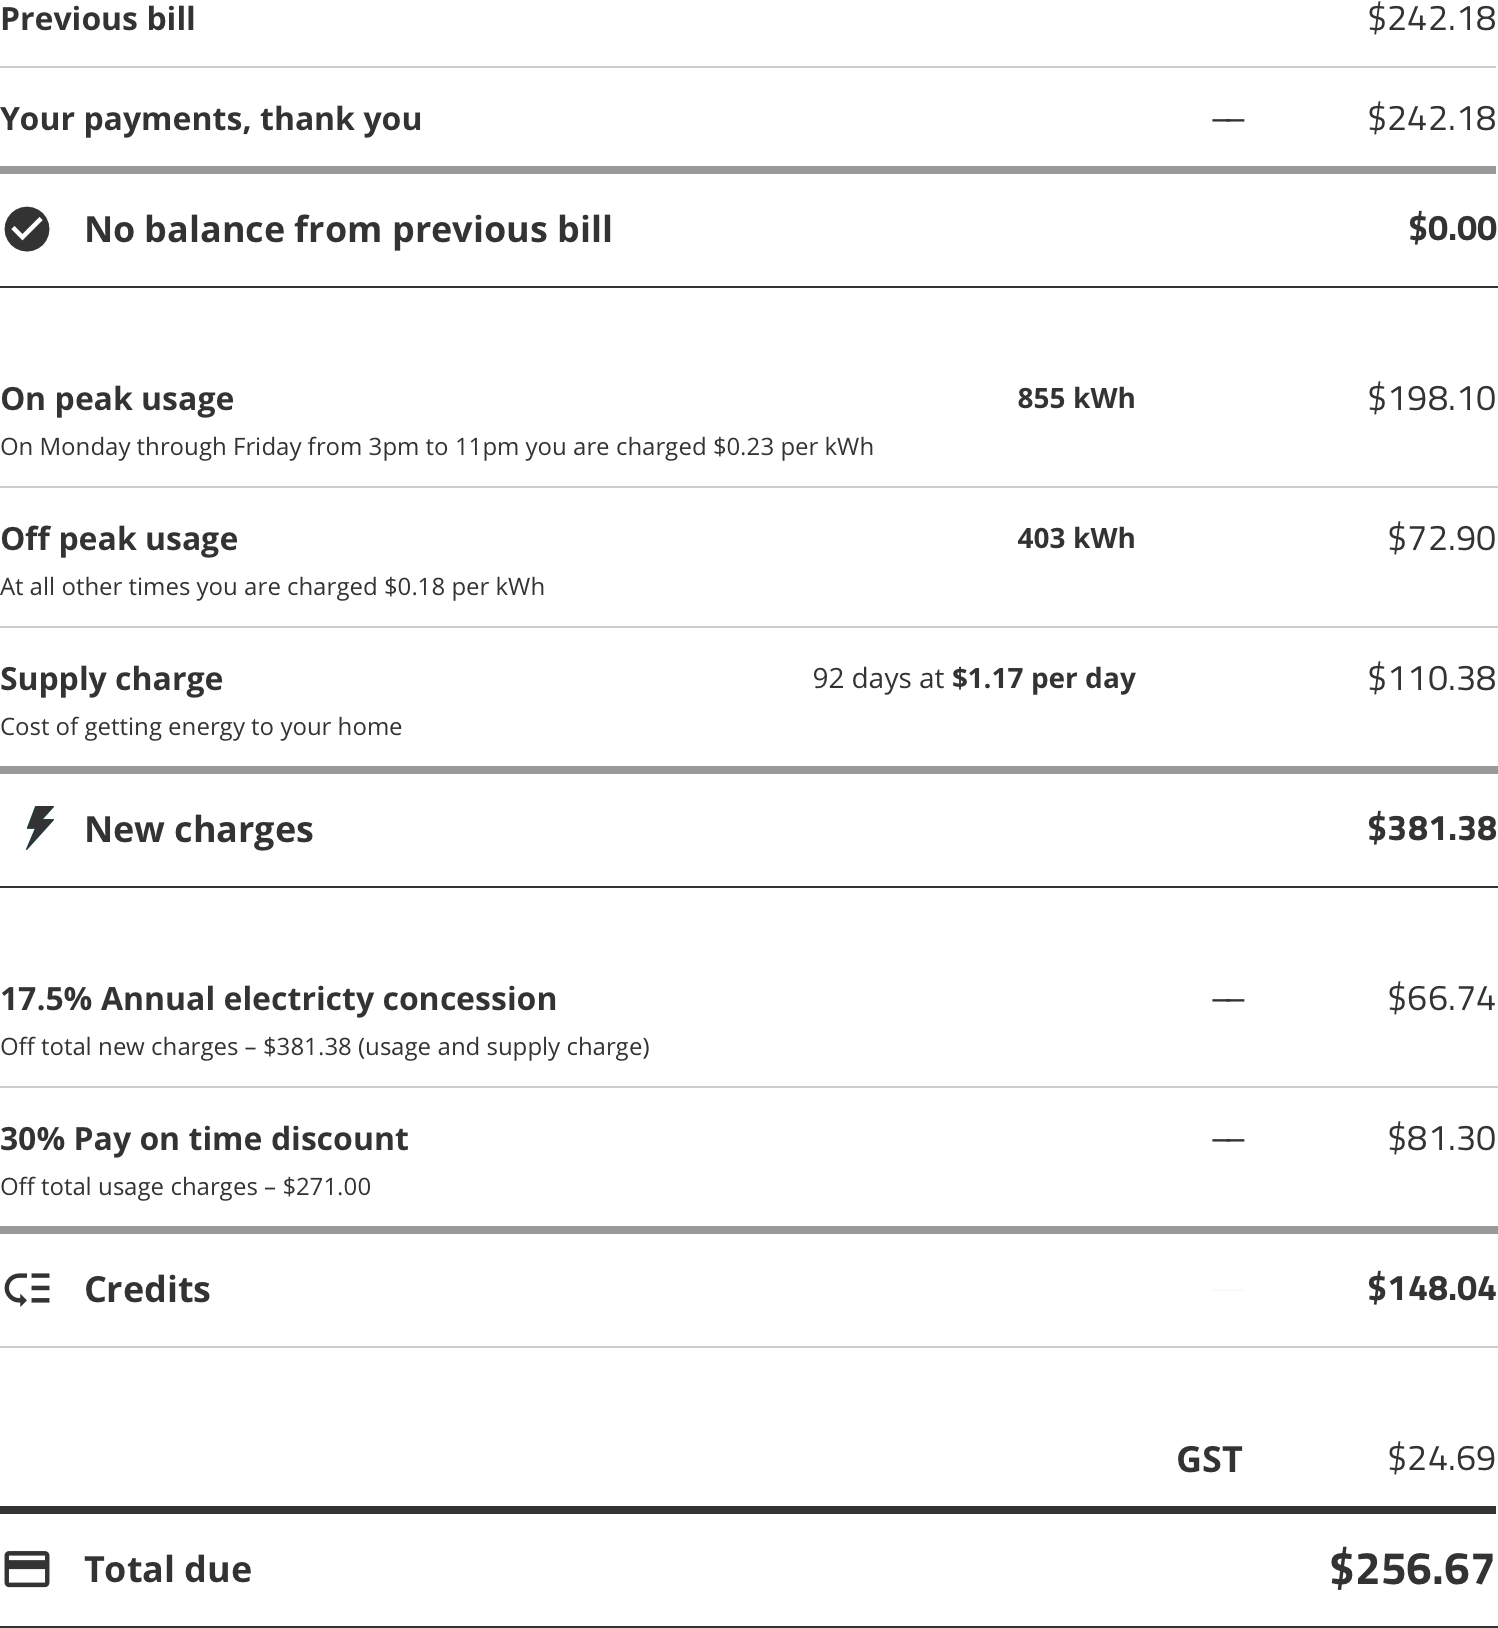 Previous bill $242.18
Your payments, thank you — $242.18
No balance from previous bill $0.00
On peak usage 855 kWh $198.10
On Monday through Friday from 3pm to 11pm you are charged $0.23 per kWh
Off peak usage 403 kWh $72.90
At all other times you are charged $0.18 per kWh
Supply charge 92 days at $1.17 per day $110.38
Cost of getting energy to your home
New charges $381.38
17.5% Annual electricty concession — $66.74
Off total new charges – $381.38 (usage and supply charge)
30% Pay on time discount — $81.30
Off total usage charges – $271.00
Credits — $148.04
GST $24.69
Total due $256.67